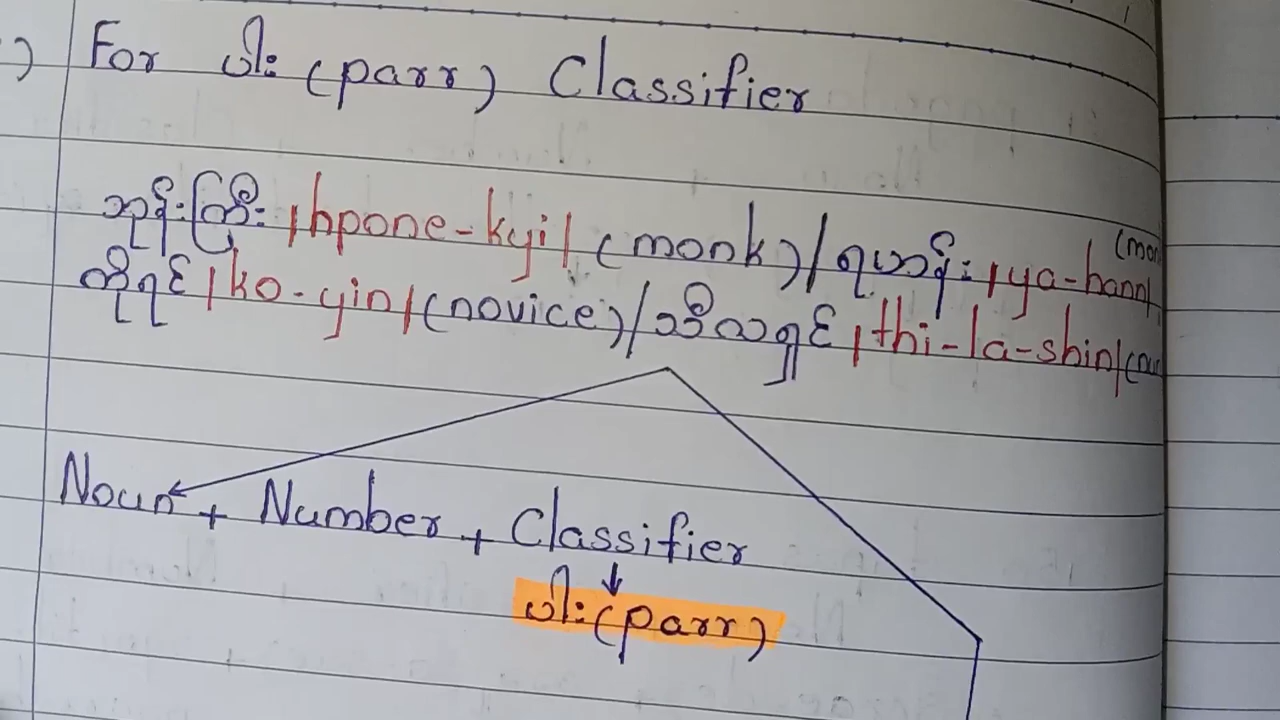 For ပါး (parr) Classifier
ဘုန်းကြီး /hpone-kyi/ (monk) / ရဟန်း /ya-hann/
ကိုရင် /ko-yin/ (novice) / သီလရှင် /thi-la-shin/
Noun + Number + Classifier
ပါး (parr)